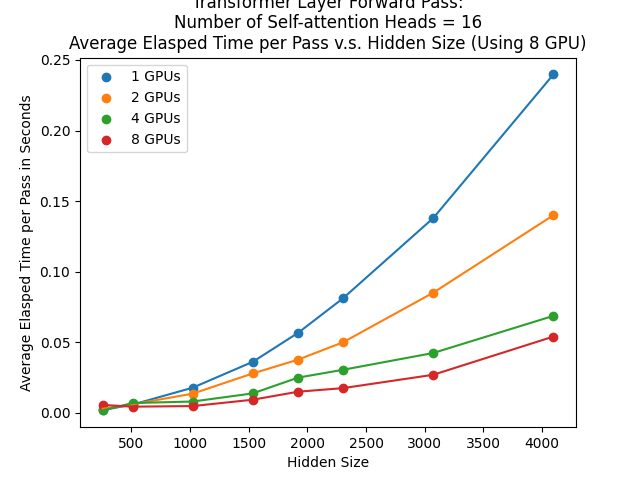 Transformer Layer Forward Pass:
Number of Self-attention Heads = 16
Average Elasped Time per Pass v.s. Hidden Size (Using 8 GPU)
0.25
0.20
0.15
0.10
0.05
0.00
Average Elasped Time per Pass in Seconds
1 GPUs
2 GPUs
4 GPUs
8 GPUs
500 1000 1500 2000 2500 3000 3500 4000
Hidden Size